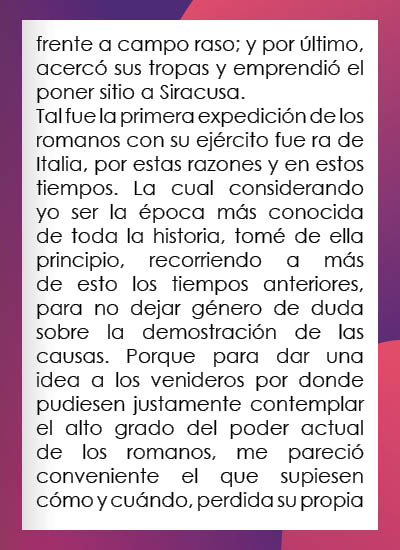 frente a campo raso; y por último,
acercó sus tropas y emprendió el
poner sitio a Siracusa.
Tal fue la primera expedición de los
romanos con su ejército fue ra de
Italia, por estas razones y en estos
tiempos. La cual considerando
yo ser la época más conocida
de toda la historia, tomé de ella
principio, recorriendo a más
de esto los tiempos anteriores,
para no dejar género de duda
sobre la demostración de las
causas. Porque para dar una
idea a los venideros por donde
pudiesen justamente contemplar
el alto grado del poder actual
de los romanos, me pareció
conveniente el que supiesen
cómo y cuándo, perdida su propia